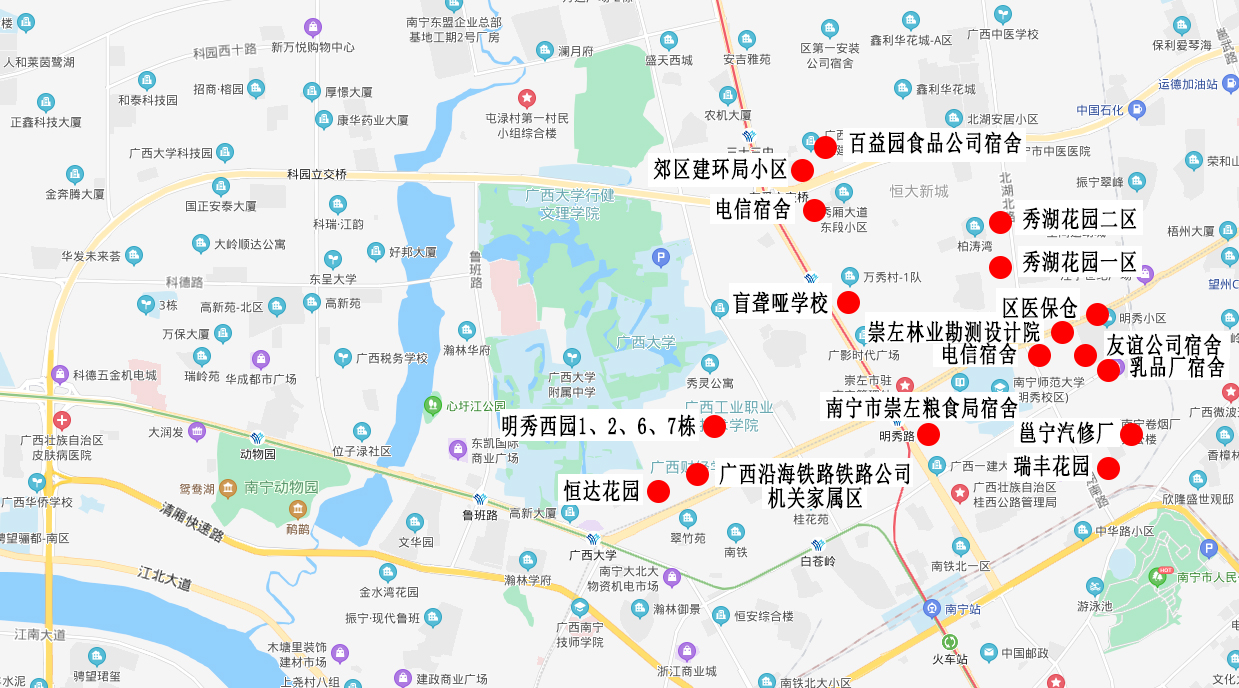 南宁东盟企业总部
基地工期2号厂房
科园西十路
新万悦购物中心
澜月府
盛天西城
安吉雅苑
区第一安装
公司宿舍
鑫利华花城-A区
广西中医学校
保利爱琴海
邕武路
人和莱茵鹭湖
和泰科技园
招商·榕园
厚懔大厦
正鑫科技大厦
康华药业大厦
屯渌村第一村民
小组综合楼
农机大厦
鑫利华花城
中国石化
运德加油站
北湖安居小区
百益园食品公司宿舍
宁市中医医院
广西大学科技园
科园立交桥
郊区建环局小区
荣和山
金奔腾大厦
国正安泰大厦
广西大学行健
文理学院
恒大新城
北湖北路
振宁翠峰
电信宿舍
秀厢大道
东段小区
科瑞·江韵
大岭顺达公寓
好邦大厦
秀湖花园二区
柏涛湾
梧州大厦
华发未来荟
东呈大学
鲁班路
秀湖花园一区
科德路
万秀村-1队
3栋
高新苑-北区
高新苑
盲聋哑学校
区医保仓
明秀小区
万保大厦
瀚林华府
广西大学
崇左林业勘测设计院
瑞岭苑
华成都市广场
广西税务学校
广影时代广场
电信宿舍
友谊公司宿舍
乳品厂宿舍
科德五金机电城
广西大学
附属中学
秀灵公寓
崇左市驻
南宁师范大学
明秀校区)
心圩江公园
广西工业职业
南宁市崇左粮食局宿舍
广西微波
明秀西园1、2、6、7栋
明秀路
邕宁汽修厂
广西壮族自治区
皮肤病医院
大润发
动物园
位子渌社区
东凯国际
商业广场
广西一建大
瑞丰花园
香樟林
广西沿海铁路铁路公司
机关家属区
恒达花园
鸳鸯湖
南宁动物园
广西华侨学校
广西壮族自治区
桂西公路管理局
欣隆盛世观邸
鹡鹊
清厢快速路
鲁班路
高新大厦
桂花苑
文华园
翠竹苑
南铁
中华路小区
骋望骊都-南区
广西大学
白苍岭
南铁北一区
江北大道
瀚林学府
南宁大北大
物资机电市场
南宁市人民
金水湾花园
游泳池
振宁·现代鲁班
广西南宁
技师学院
瀚林御景
恒安综合楼
南宁站
江南大道
木塘里装饰
建材市场
火车站
中国邮政
骋望珺玺
浙江商业城
上尧村八组
建政商业广场
南铁北大小区